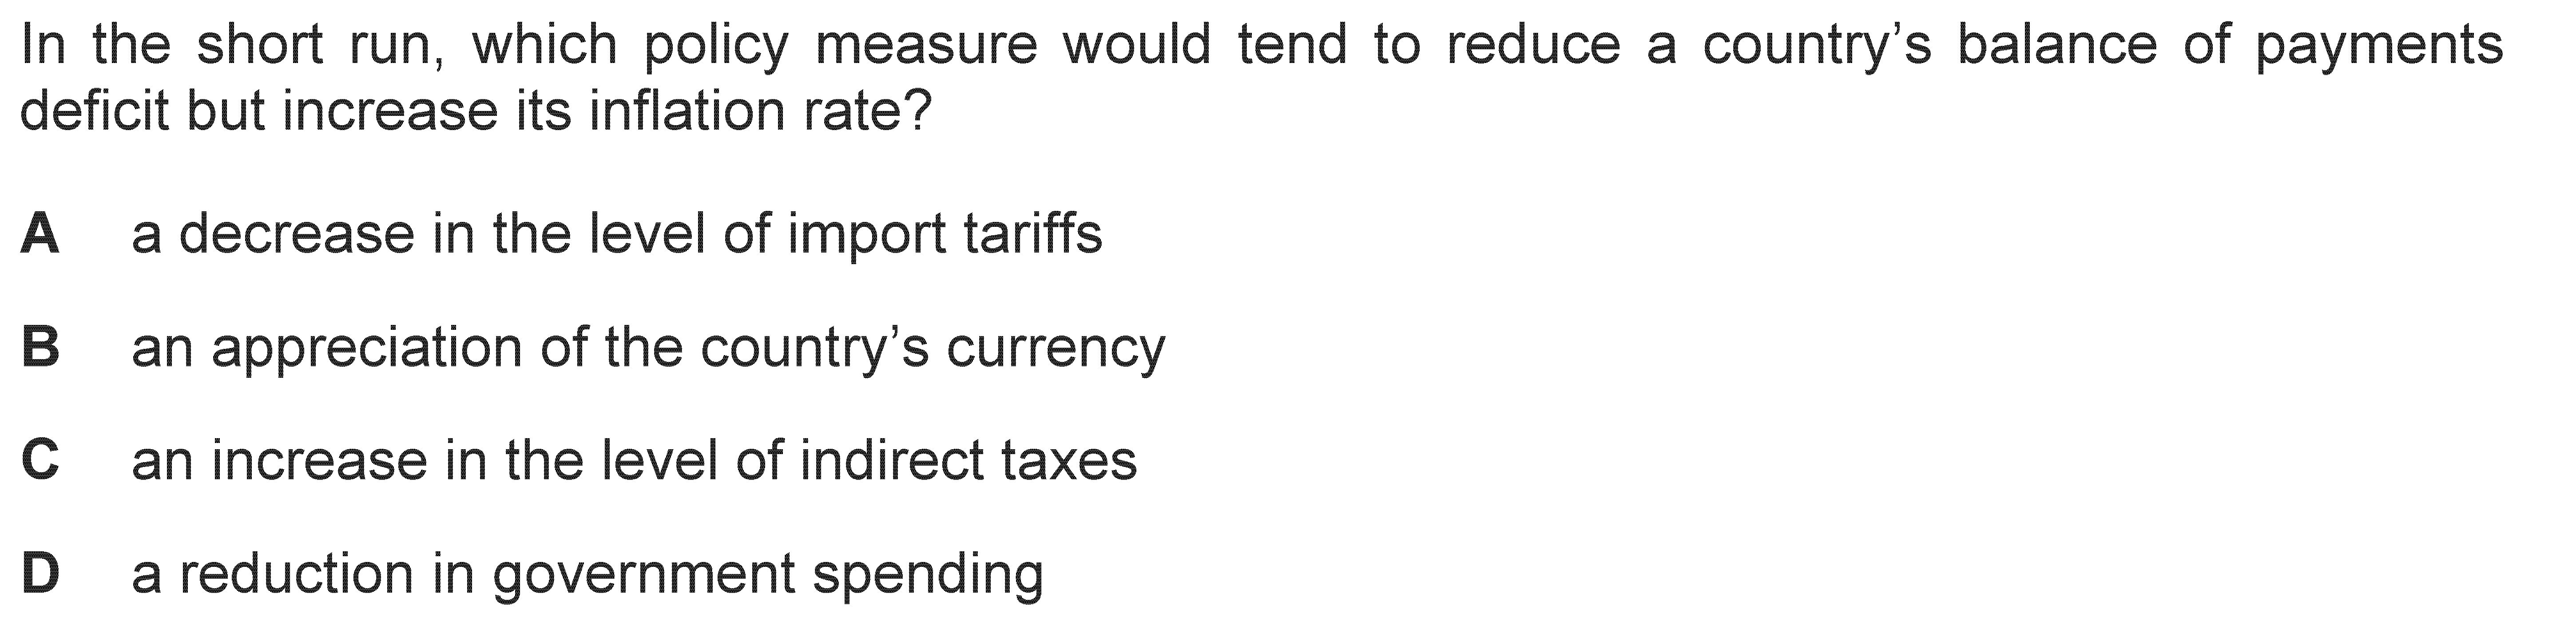 In the short run, which policy measure would tend to reduce a country’s balance of payments
deficit but increase its inflation rate?
A a decrease in the level of import tariffs
B an appreciation of the country’s currency
C an increase in the level of indirect taxes
D a reduction in government spending